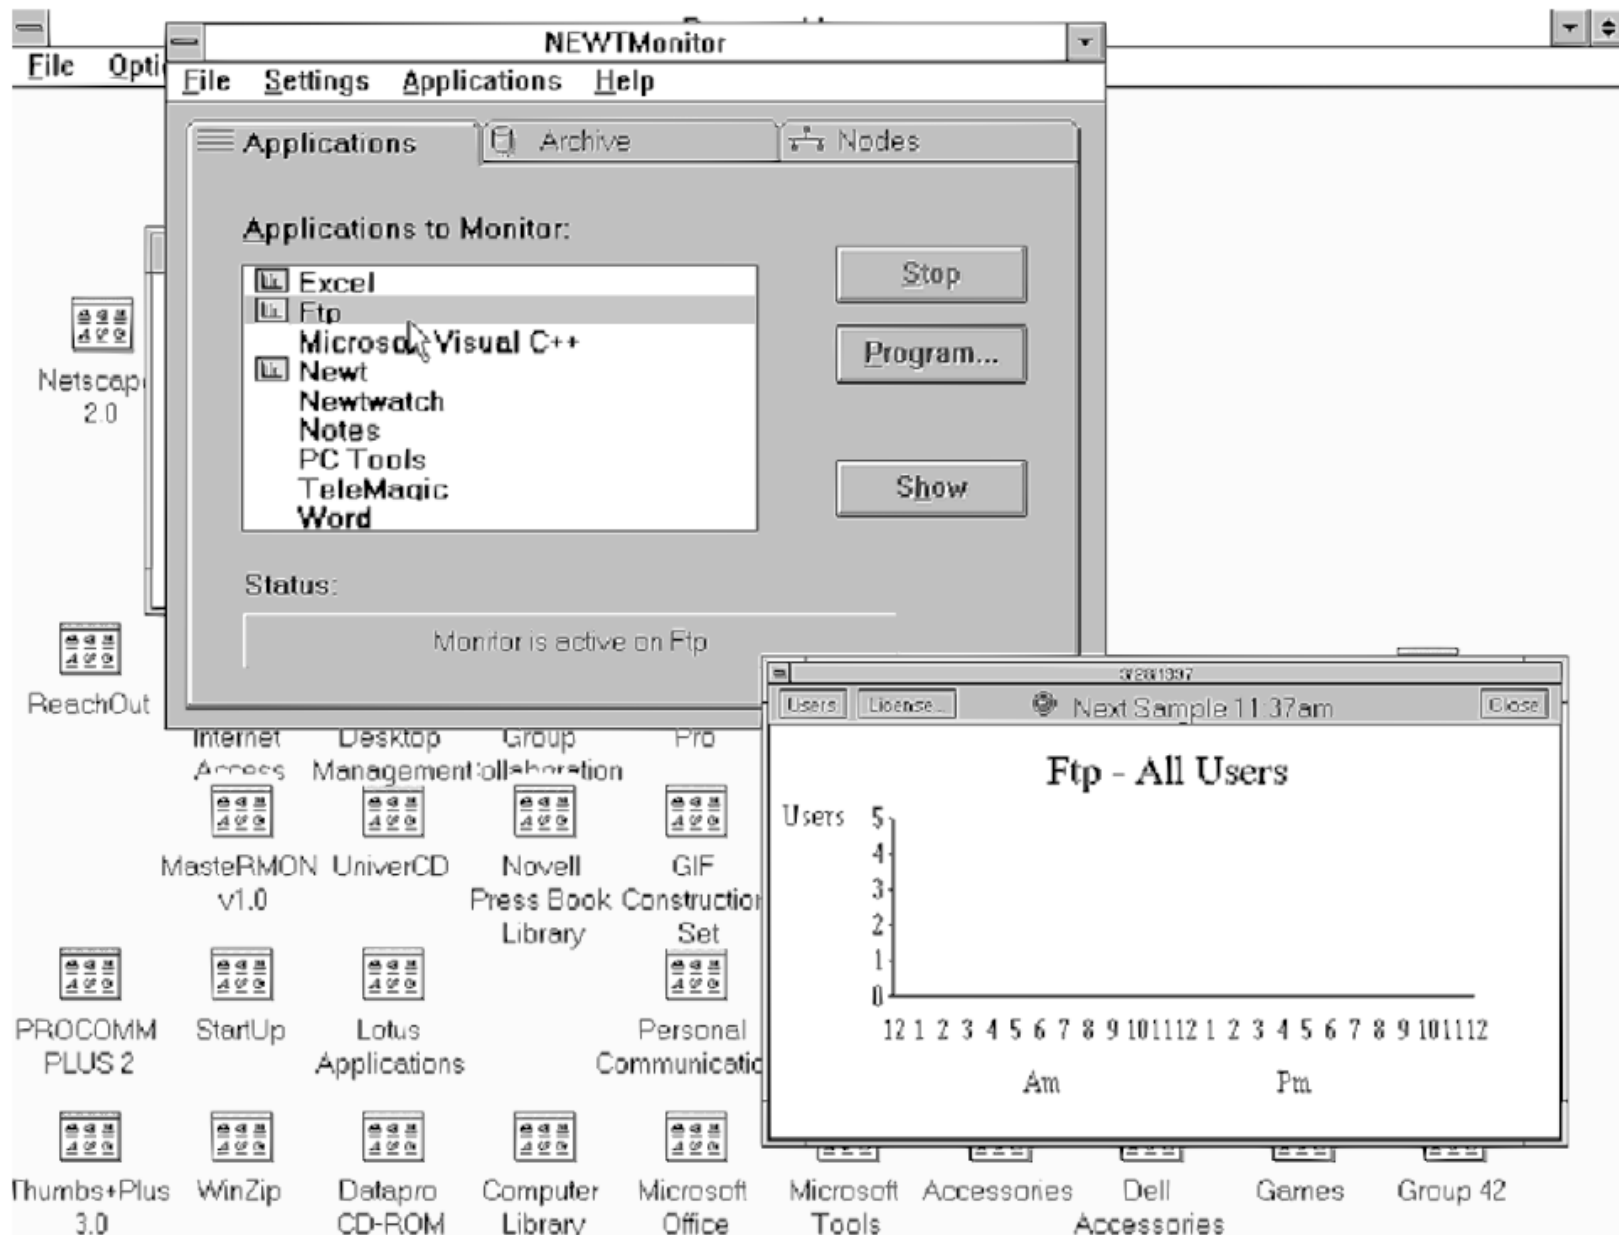 NEWTMonitor
File Opti
File Settings Applications Help
Applications Archive Nodes
Applications to Monitor:
Excel
Ftp
Visual C++
Newt
Newtwatch
Notes
PC Tools
TeleMagic
Word
Stop
Program...
Show
Status:
Monitor is active on Ftp
Netscap
2.0
ReachOut
Internet Desktop Group Pro
Access Management ollaboration
MasteRMON UniverCD Novell GIF
v1.0 Press Book Construction
Library Set
PROCOMM StartUp Lotus Personal
PLUS 2 Applications Communicatio
3/28/1997
Users License... Next Sample 11:37am Close
Ftp - All Users
Users 5
4
3
2
1
0
12 1 2 3 4 5 6 7 8 9 10 11 12 1 2 3 4 5 6 7 8 9 10 11 12
Am Pm
Thumbs+Plus WinZip Datapro Computer Microsoft Microsoft Accessories Dell Games Group 42
3.0 CD-ROM Library Office Tools Accessories